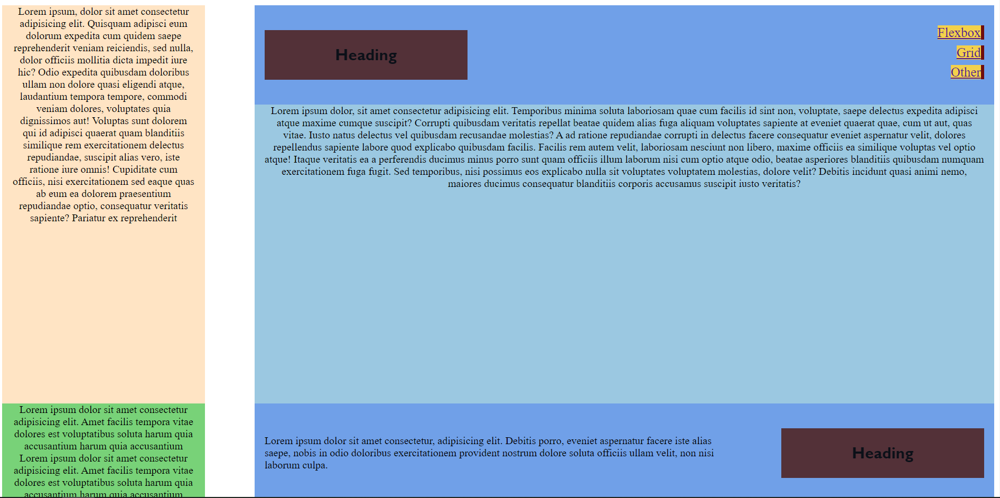 Lorem ipsum, dolor sit amet consectetur
adipisicing elit. Quisquam adipisci eum
dolorum expedita cum quidem saepe
reprehenderit veniam reiciendis, sed nulla,
dolor officiis mollitia dicta impedit iure
hic? Odio expedita quibusdam doloribus
ullam non dolore quasi eligendi atque,
laudantium tempora tempore, commodi
veniam dolores, voluptates quia
dignissimos aut! Voluptas sunt dolorem
qui id adipisci quaerat quam blanditiis
similique rem exercitationem delectus
repudiandae, suscipit alias vero, iste
ratione iure omnis! Cupiditate cum
officiis, nisi exercitationem sed eaque quas
ab eum ea dolorem praesentium
repudiandae optio, consequatur veritatis
sapiente? Pariatur ex reprehenderit
Lorem ipsum dolor sit amet consectetur
adipisicing elit. Amet facilis tempora vitae
dolores est voluptatibus soluta harum quia
accusantium harum quia accusantium
Lorem ipsum dolor sit amet consectetur
adipisicing elit. Amet facilis tempora vitae
dolores est voluptatibus soluta harum quia
accusantium harum quia accusantium
Heading
Flexbox
Grid
Other
Lorem ipsum dolor, sit amet consectetur adipisicing elit. Temporibus minima soluta laboriosam quae cum facilis id sint non, voluptate, saepe delectus expedita adipisci
atque maxime cumque suscipit? Corrupti quibusdam veritatis repellat beatae quidem alias fuga aliquam voluptates sapiente at eveniet quaerat quae, cum ut aut, quas
vitae. Iusto natus delectus vel quibusdam recusandae molestias? A ad ratione repudiandae corrupti in delectus facere consequatur eveniet aspernatur velit, dolores
repellendus sapiente labore quod explicabo quibusdam facilis. Facilis rem autem velit, laboriosam nesciunt non libero, maxime officiis ea similique voluptas vel optio
atque! Itaque veritatis ea a perferendis ducimus minus porro sunt quam officiis illum laborum nisi cum optio atque odio, beatae asperiores blanditiis quibusdam numquam
exercitationem fuga fugit. Sed temporibus, nisi possimus eos explicabo nulla sit voluptates voluptatem molestias, dolore velit? Debitis incidunt quasi animi nemo,
maiores ducimus consequatur blanditiis corporis accusamus suscipit iusto veritatis?
Lorem ipsum dolor sit amet consectetur, adipisicing elit. Debitis porro, eveniet aspernatur facere iste alias
saepe, nobis in odio doloribus exercitationem provident nostrum dolore soluta officiis ullam velit, non nisi
laborum culpa.
Heading